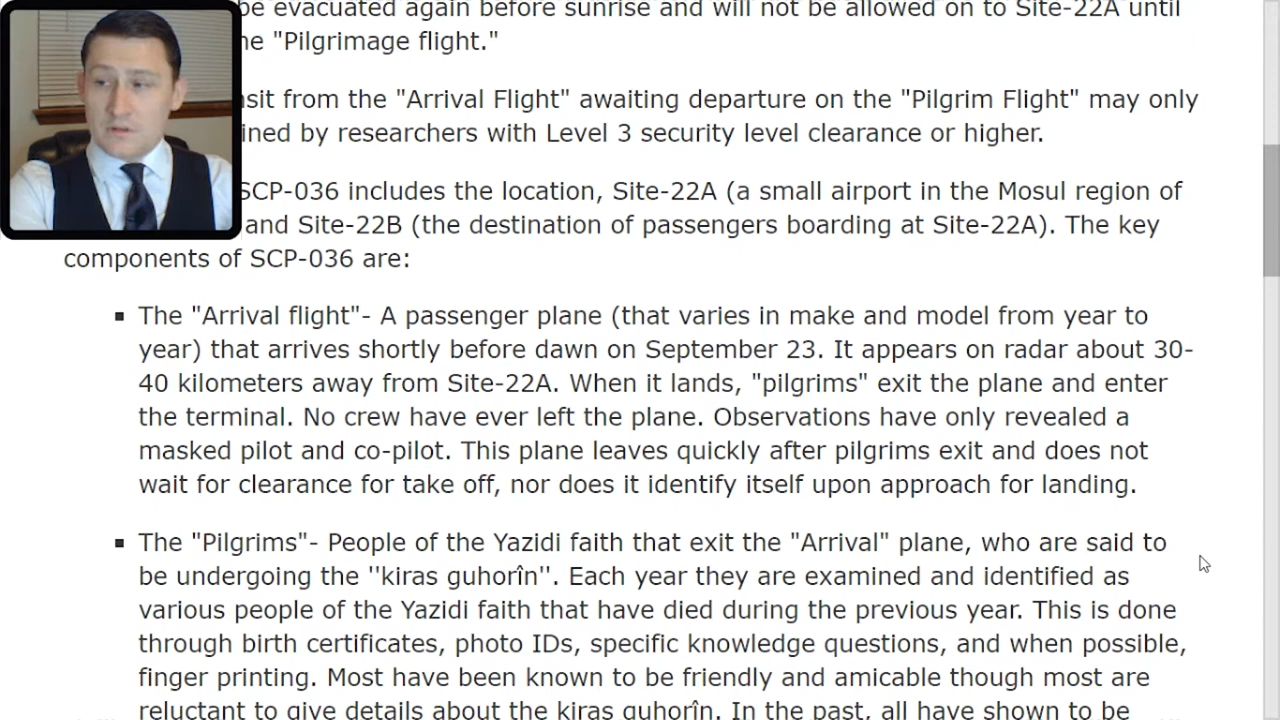 be evacuated again before sunrise and will not be allowed on to Site-22A until
"Pilgrimage flight."
from the "Arrival Flight" awaiting departure on the "Pilgrim Flight" may only
by researchers with Level 3 security level clearance or higher.
SCP-036 includes the location, Site-22A (a small airport in the Mosul region of
and Site-22B (the destination of passengers boarding at Site-22A). The key
components of SCP-036 are:
▪ The "Arrival flight"- A passenger plane (that varies in make and model from year to
year) that arrives shortly before dawn on September 23. It appears on radar about 30-
40 kilometers away from Site-22A. When it lands, "pilgrims" exit the plane and enter
the terminal. No crew have ever left the plane. Observations have only revealed a
masked pilot and co-pilot. This plane leaves quickly after pilgrims exit and does not
wait for clearance for take off, nor does it identify itself upon approach for landing.
▪ The "Pilgrims"- People of the Yazidi faith that exit the "Arrival" plane, who are said to
be undergoing the ''kiras guhorîn''. Each year they are examined and identified as
various people of the Yazidi faith that have died during the previous year. This is done
through birth certificates, photo IDs, specific knowledge questions, and when possible,
finger printing. Most have been known to be friendly and amicable though most are
reluctant to give details about the kiras guhorîn. In the past, all have shown to be